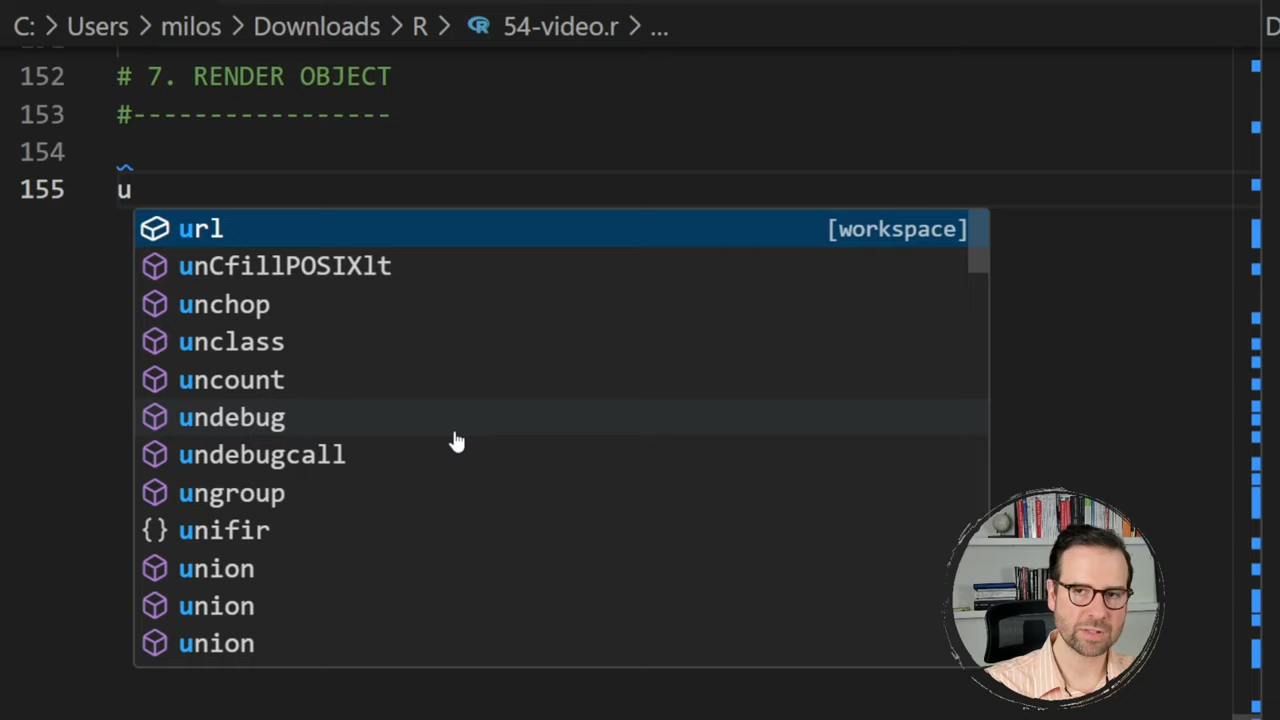 C: > Users > milos > Downloads > R > 54-video.r > ...
152 # 7. RENDER OBJECT
153 #-----------------
154
155 u
url [workspace]
unCfillPOSIXlt
unchop
unclass
uncount
undebug
undebugcall
ungroup
{} unifir
union
union
union